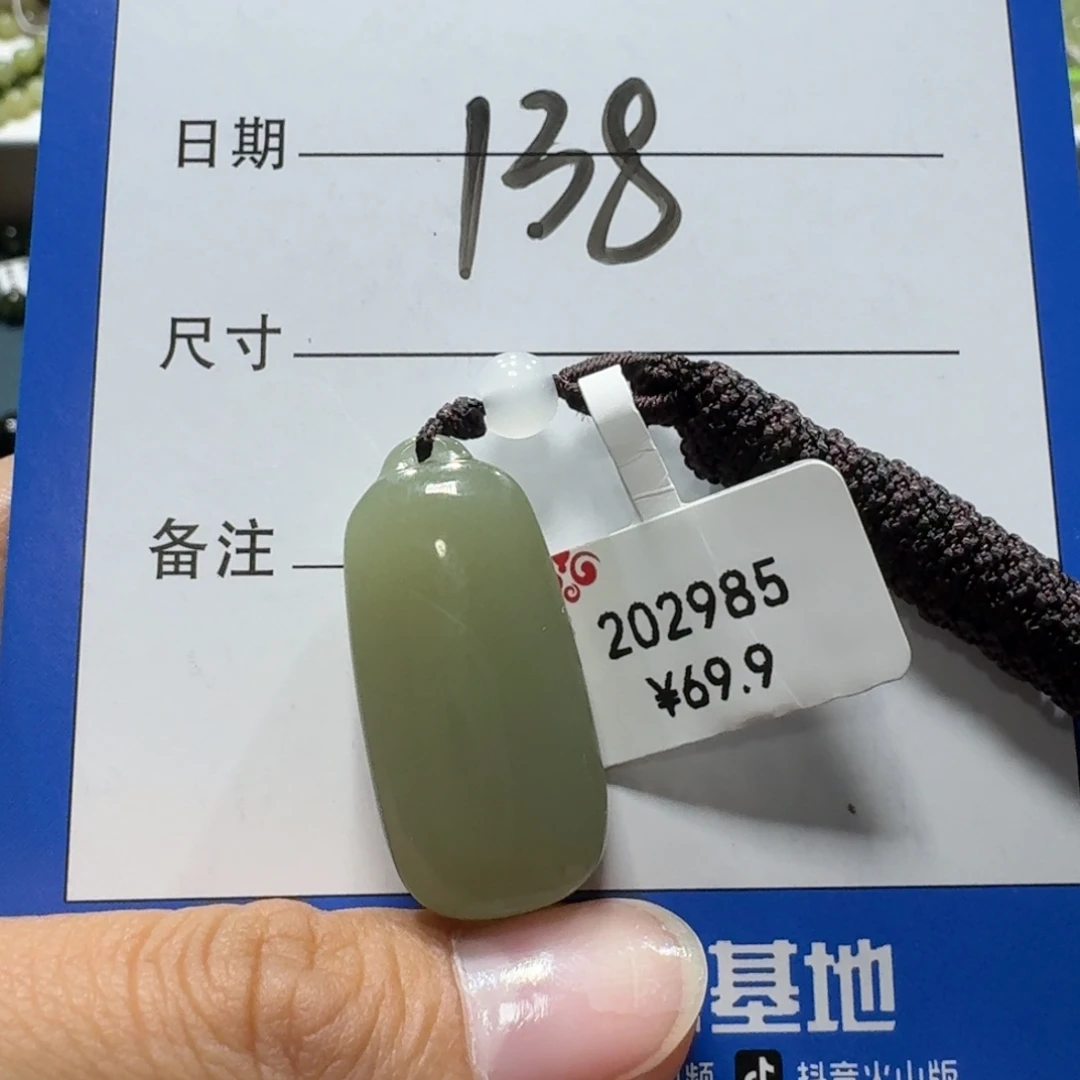 日期 138
尺寸
备注
202985
¥69.9
基地
抖音火山版